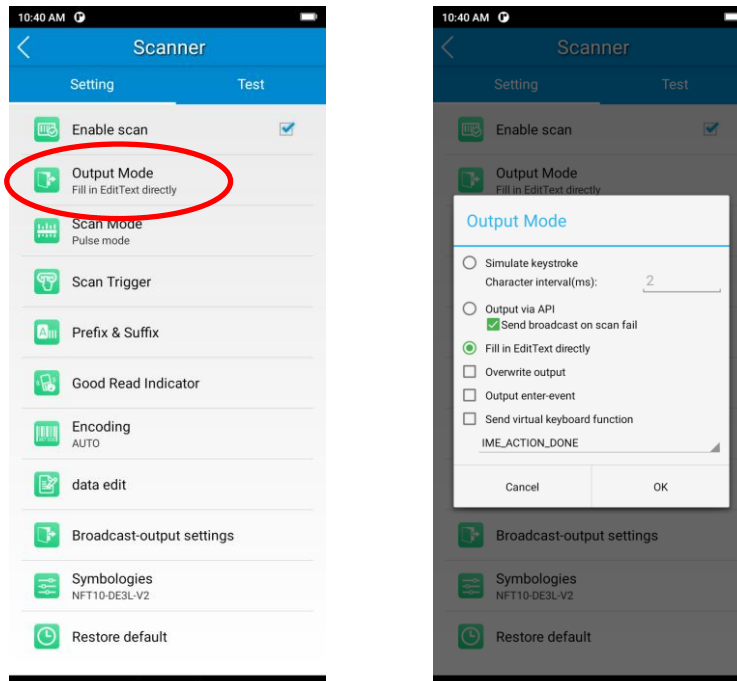 10:40 AM
Scanner
Setting Test
Enable scan
Output Mode
Fill in EditText directly
Scan Mode
Pulse mode
Scan Trigger
Prefix & Suffix
Good Read Indicator
Encoding
AUTO
data edit
Broadcast-output settings
Symbologies
NFT10-DE3L-V2
Restore default
10:40 AM
Scanner
Setting Test
Enable scan
Output Mode
Fill in EditText directly
Output Mode
Simulate keystroke
Character interval(ms): 2
Output via API
Send broadcast on scan fail
Fill in EditText directly
Overwrite output
Output enter-event
Send virtual keyboard function
IME_ACTION_DONE
Cancel OK
Broadcast-output settings
Symbologies
NFT10-DE3L-V2
Restore default